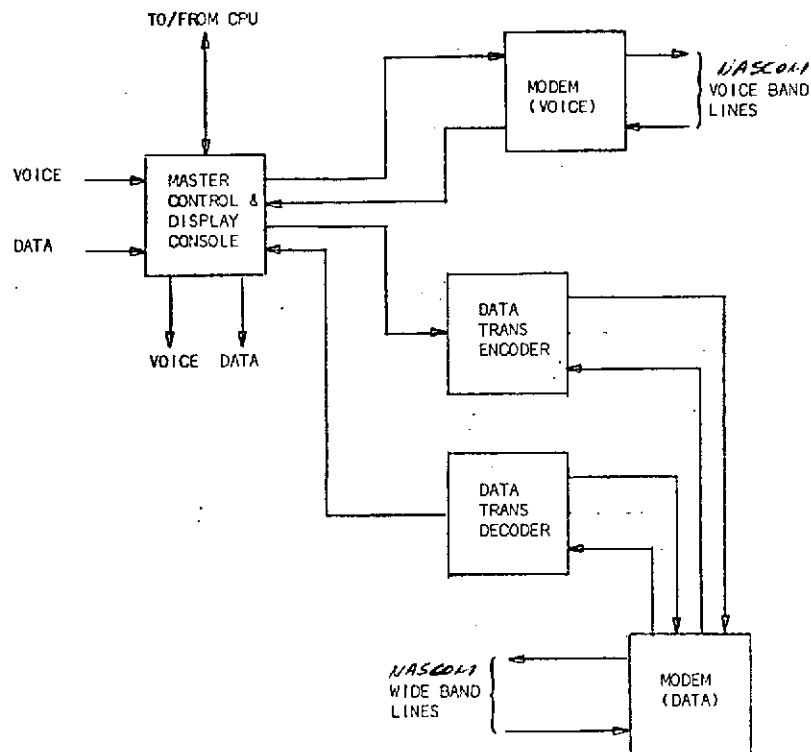 TO/FROM CPU
MODEM
(VOICE)
NASCOM
VOICE BAND
LINES
VOICE
DATA
MASTER
CONTROL &
DISPLAY
CONSOLE
VOICE DATA
DATA
TRANS
ENCODER
DATA
TRANS
DECODER
NASCOM
WIDE BAND
LINES
MODEM
(DATA)